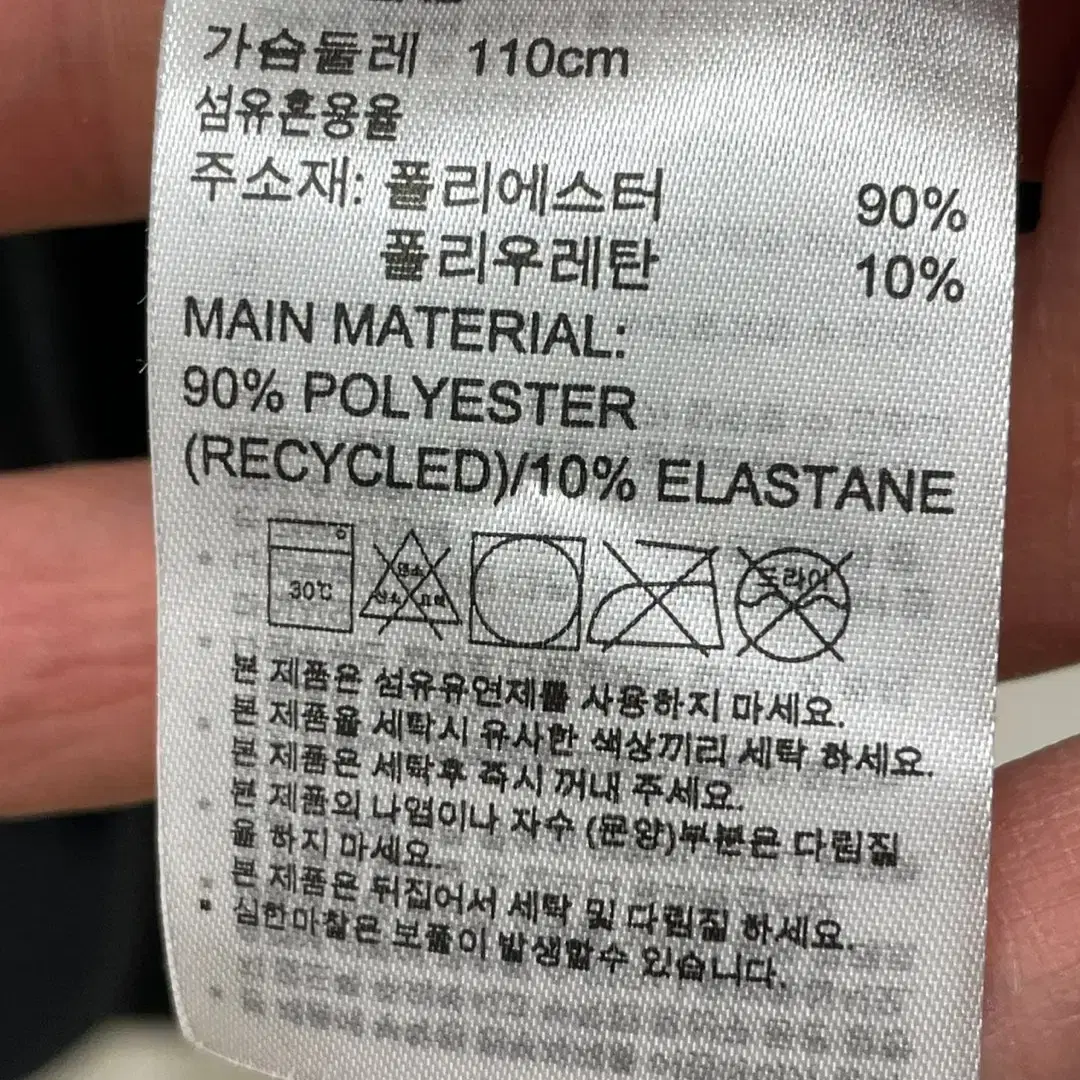 가슴둘레 110cm
섬유혼용율
주소재: 폴리에스터 90%
폴리우레탄 10%
MAIN MATERIAL:
90% POLYESTER
(RECYCLED)/10% ELASTANE
30℃ 염소 산소 표백 드라이
본 제품은 섬유유연제를 사용하지 마세요.
본 제품을 세탁시 유사한 색상끼리 세탁 하세요.
본 제품은 세탁후 즉시 꺼내 주세요.
본 제품의 나염이나 자수 (문양)부분은 다림질
을 하지 마세요.
본 제품은 뒤집어서 세탁 및 다림질 하세요.
심한마찰은 보풀이 발생할수 있습니다.